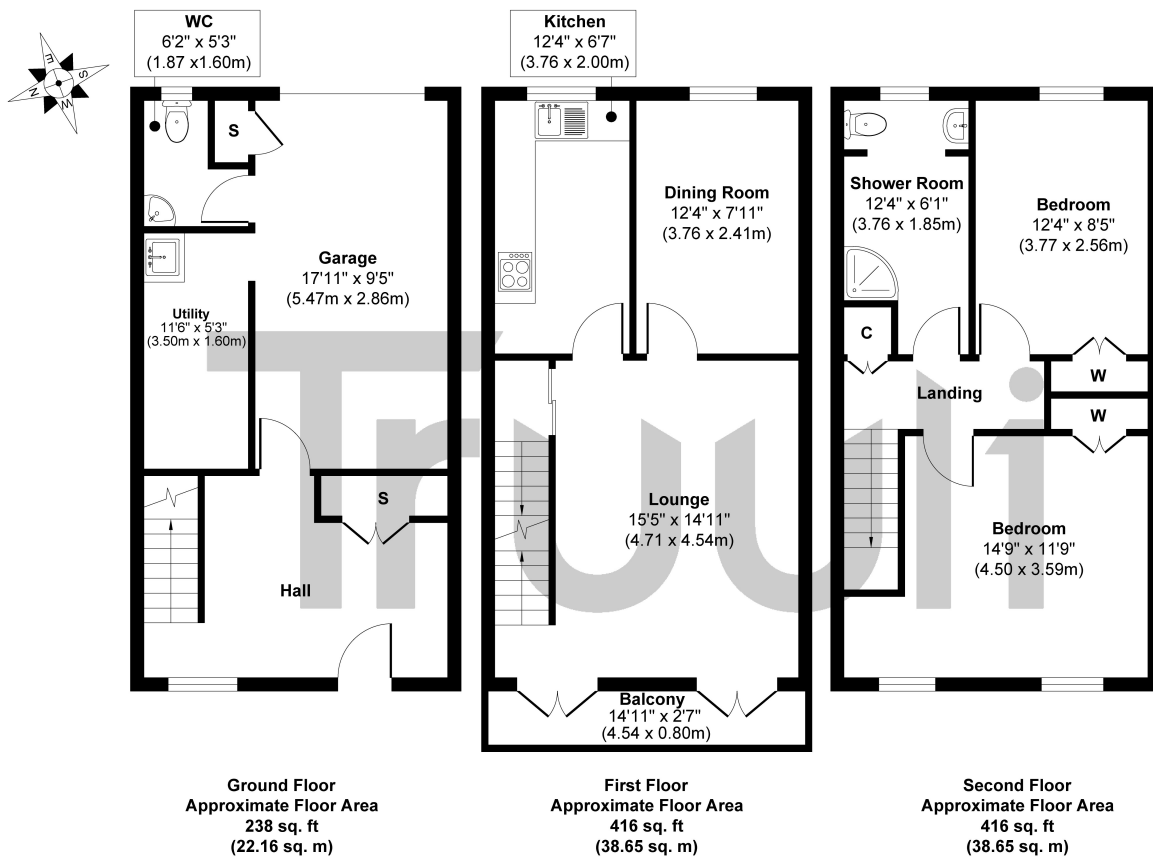 WC
6'2" x 5'3"
(1.87 x1.60m)
Kitchen
12'4" x 6'7"
(3.76 x 2.00m)
E
S
N
W
S
Garage
17'11" x 9'5"
(5.47m x 2.86m)
Utility
11'6" x 5'3"
(3.50m x 1.60m)
S
Hall
Dining Room
12'4" x 7'11"
(3.76 x 2.41m)
Lounge
15'5" x 14'11"
(4.71 x 4.54m)
Balcony
14'11" x 2'7"
(4.54 x 0.80m)
Shower Room
12'4" x 6'1"
(3.76 x 1.85m)
Bedroom
12'4" x 8'5"
(3.77 x 2.56m)
C
Landing
W
W
Bedroom
14'9" x 11'9"
(4.50 x 3.59m)
Truuli
Ground Floor
Approximate Floor Area
238 sq. ft
(22.16 sq. m)
First Floor
Approximate Floor Area
416 sq. ft
(38.65 sq. m)
Second Floor
Approximate Floor Area
416 sq. ft
(38.65 sq. m)